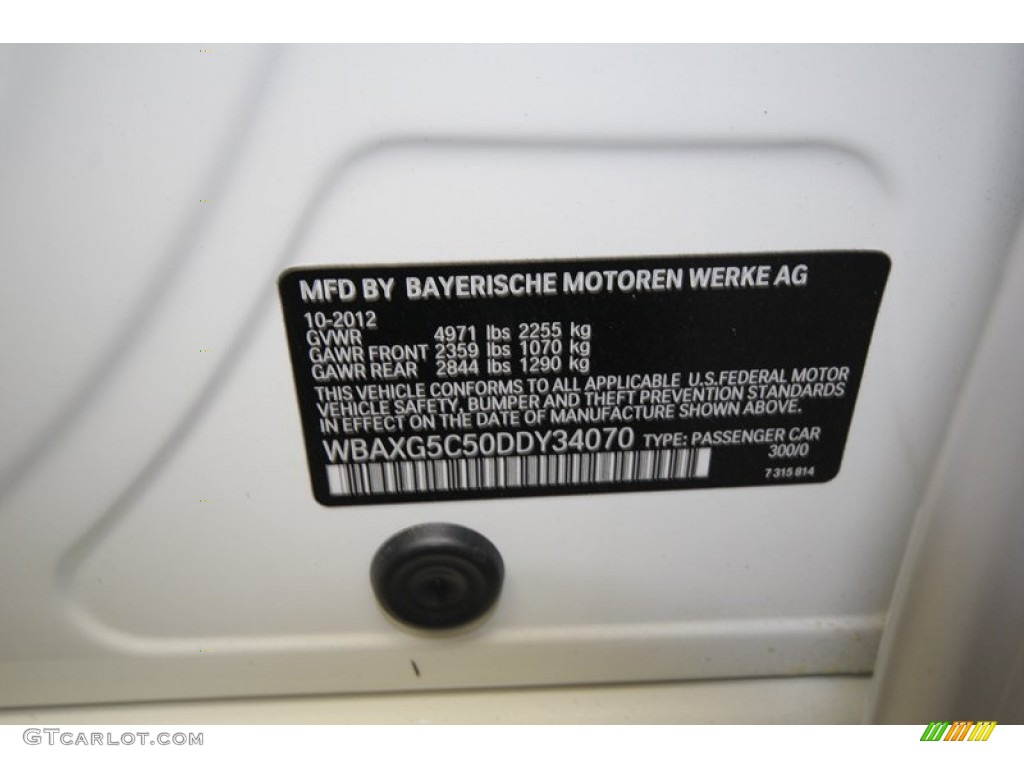 MFD BY BAYERISCHE MOTOREN WERKE AG
10-2012
GVWR 4971 lbs 2255 kg
GAWR FRONT 2359 lbs 1070 kg
GAWR REAR 2844 lbs 1290 kg
THIS VEHICLE CONFORMS TO ALL APPLICABLE U.S.FEDERAL MOTOR
VEHICLE SAFETY, BUMPER AND THEFT PREVENTION STANDARDS
IN EFFECT ON THE DATE OF MANUFACTURE SHOWN ABOVE.
WBAXG5C50DDY34070 TYPE: PASSENGER CAR
300/0
7 315 814
GTCARLOT.COM